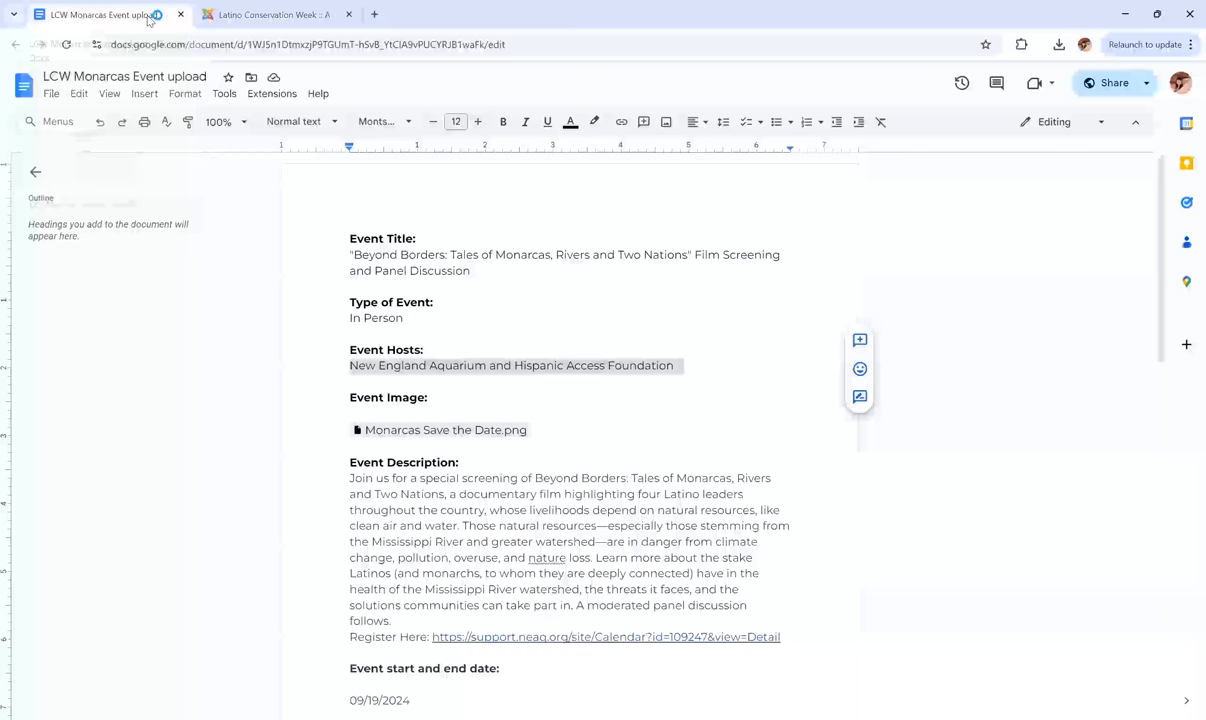 LCW Monarcas Event upload
Latino Conservation Week :: A
docs.google.com/document/d/1WJ5n1DtmxzjP9TGUmT-hSvB_YtClA9vPUCYRJB1waFk/edit
Relaunch to update
LCW Monarcas Event upload
File Edit View Insert Format Tools Extensions Help
Share
Menus 100% Normal text Monts... 12 Editing
1 1 2 3 4 5 6 7
Outline
Headings you add to the document will
appear here.
Event Title:
"Beyond Borders: Tales of Monarcas, Rivers and Two Nations" Film Screening
and Panel Discussion
Type of Event:
In Person
Event Hosts:
New England Aquarium and Hispanic Access Foundation
Event Image:
Monarcas Save the Date.png
Event Description:
Join us for a special screening of Beyond Borders: Tales of Monarcas, Rivers
and Two Nations, a documentary film highlighting four Latino leaders
throughout the country, whose livelihoods depend on natural resources, like
clean air and water. Those natural resources—especially those stemming from
the Mississippi River and greater watershed—are in danger from climate
change, pollution, overuse, and nature loss. Learn more about the stake
Latinos (and monarchs, to whom they are deeply connected) have in the
health of the Mississippi River watershed, the threats it faces, and the
solutions communities can take part in. A moderated panel discussion
follows.
Register Here: https://support.neaq.org/site/Calendar?id=109247&view=Detail
Event start and end date:
09/19/2024